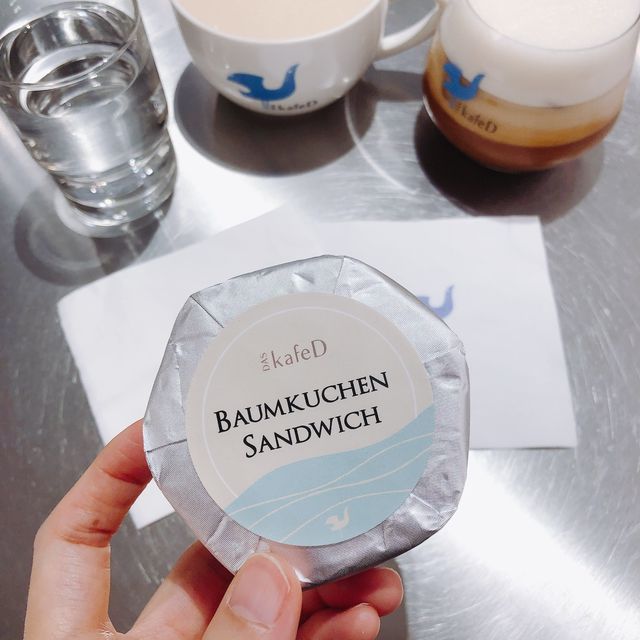 kafeD
kafeD
DAS kafeD
BAUMKUCHEN
SANDWICH